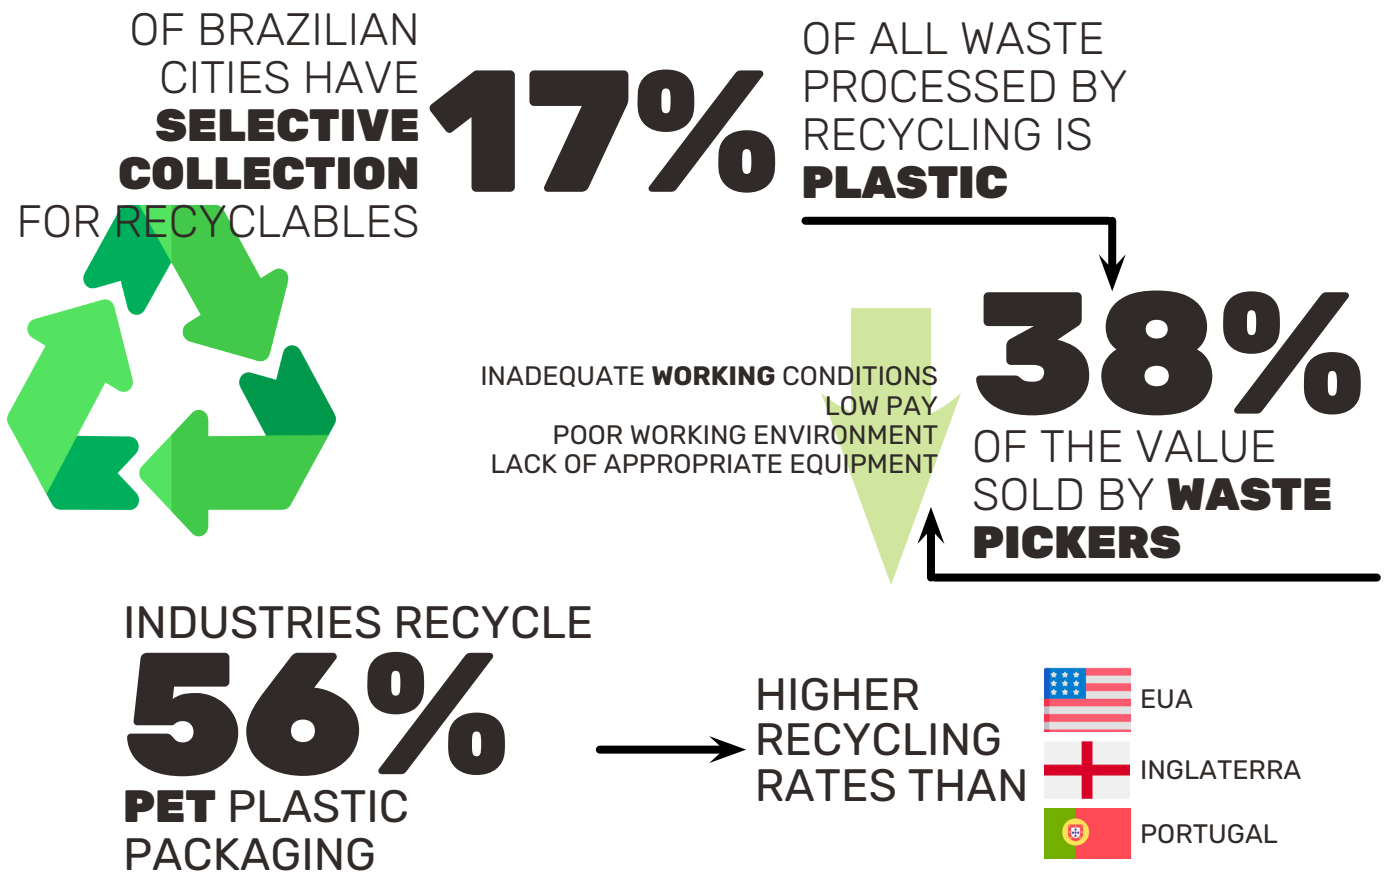 OF BRAZILIAN
CITIES HAVE
SELECTIVE
COLLECTION
FOR RECYCLABLES
17%
OF ALL WASTE
PROCESSED BY
RECYCLING IS
PLASTIC
38%
OF THE VALUE
SOLD BY WASTE
PICKERS
INADEQUATE WORKING CONDITIONS
LOW PAY
POOR WORKING ENVIRONMENT
LACK OF APPROPRIATE EQUIPMENT
INDUSTRIES RECYCLE
56%
PET PLASTIC
PACKAGING
HIGHER
RECYCLING
RATES THAN
EUA
INGLATERRA
PORTUGAL